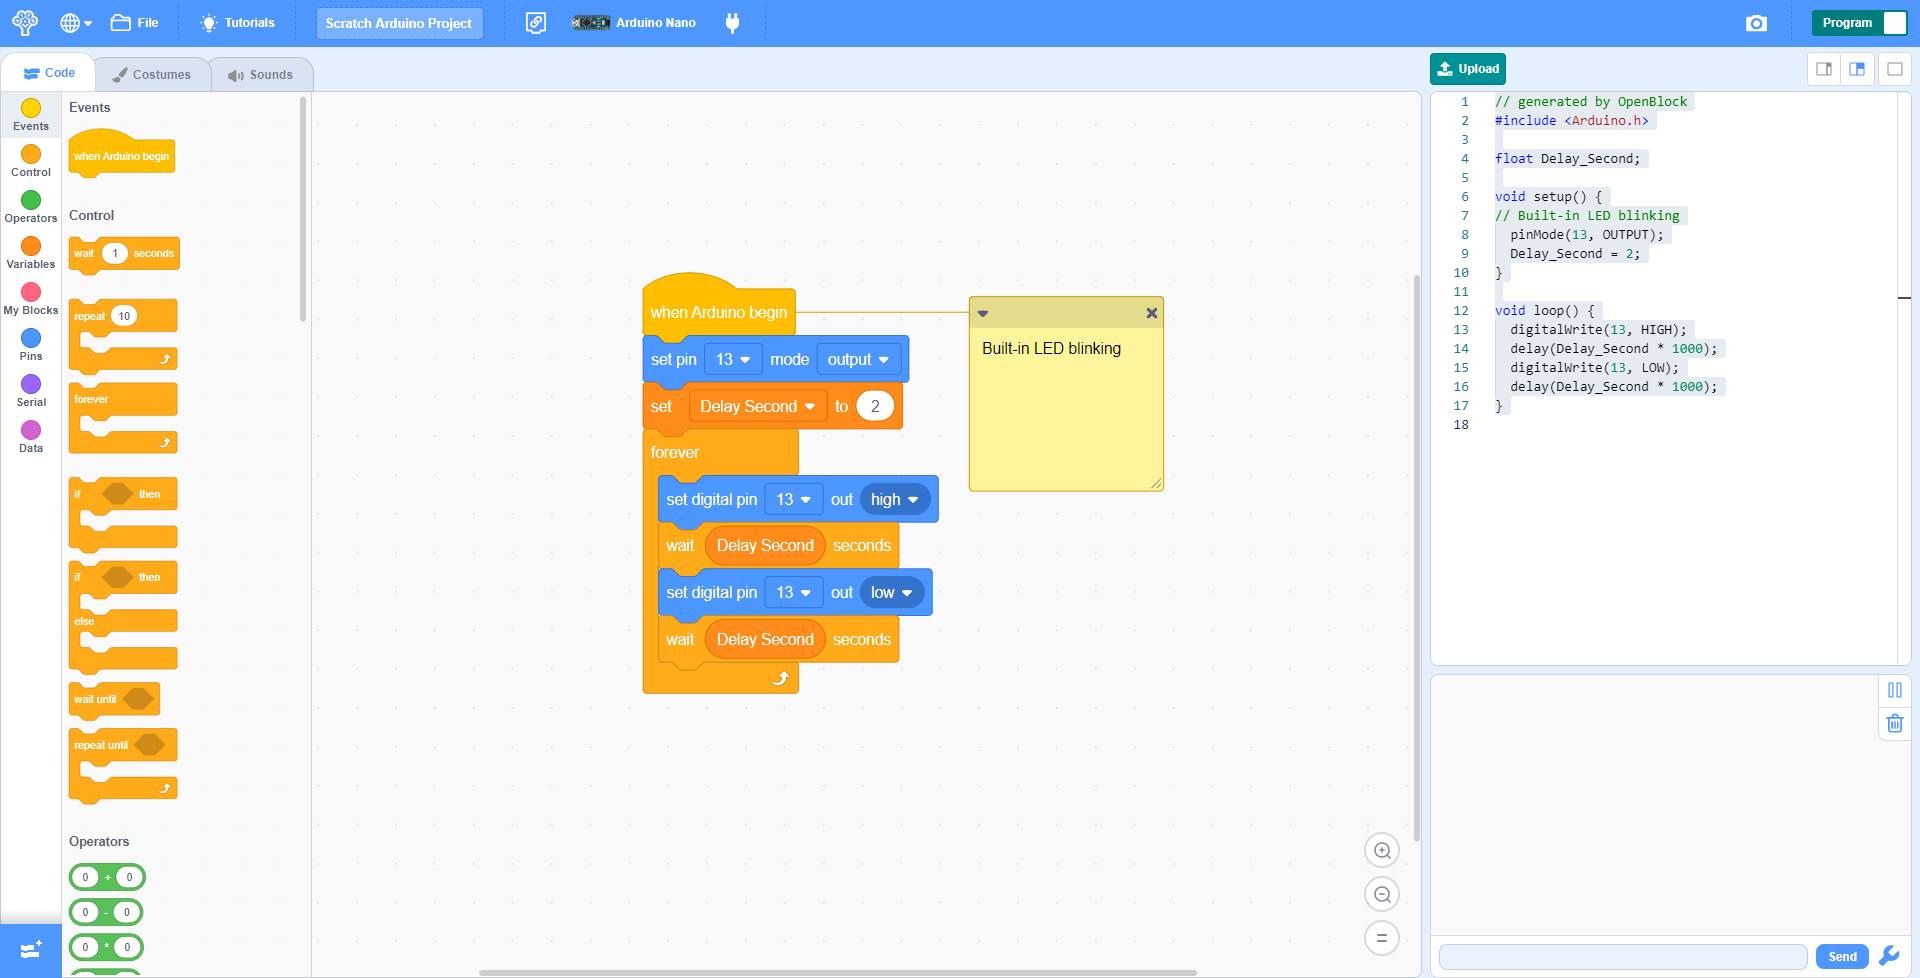 File
Tutorials
Scratch Arduino Project
Arduino Nano
Program
Code
Costumes
Sounds
Upload
Events
Control
Operators
Variables
My Blocks
Pins
Serial
Data
Events
when Arduino begin
Control
wait 1 seconds
repeat 10
forever
if then
if then
else
wait until
repeat until
Operators
0 + 0
0 - 0
0 * 0
when Arduino begin
set pin 13 mode output
set Delay Second to 2
forever
set digital pin 13 out high
wait Delay Second seconds
set digital pin 13 out low
wait Delay Second seconds
Built-in LED blinking
1 // generated by OpenBlock
2 #include <Arduino.h>
3
4 float Delay_Second;
5
6 void setup() {
7 // Built-in LED blinking
8 pinMode(13, OUTPUT);
9 Delay_Second = 2;
10 }
11
12 void loop() {
13 digitalWrite(13, HIGH);
14 delay(Delay_Second * 1000);
15 digitalWrite(13, LOW);
16 delay(Delay_Second * 1000);
17 }
18
Send